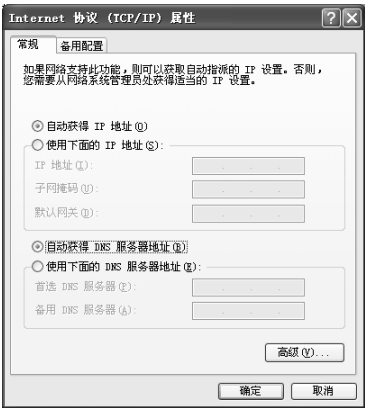 Internet 协议 (TCP/IP) 属性
常规 备用配置
如果网络支持此功能，则可以获取自动指派的 IP 设置。否则，
您需要从网络系统管理员处获得适当的 IP 设置。
自动获得 IP 地址(O)
使用下面的 IP 地址(S):
IP 地址(I):
子网掩码(U):
默认网关(D):
自动获得 DNS 服务器地址(B)
使用下面的 DNS 服务器地址(E):
首选 DNS 服务器(P):
备用 DNS 服务器(A):
高级(V)...
确定 取消